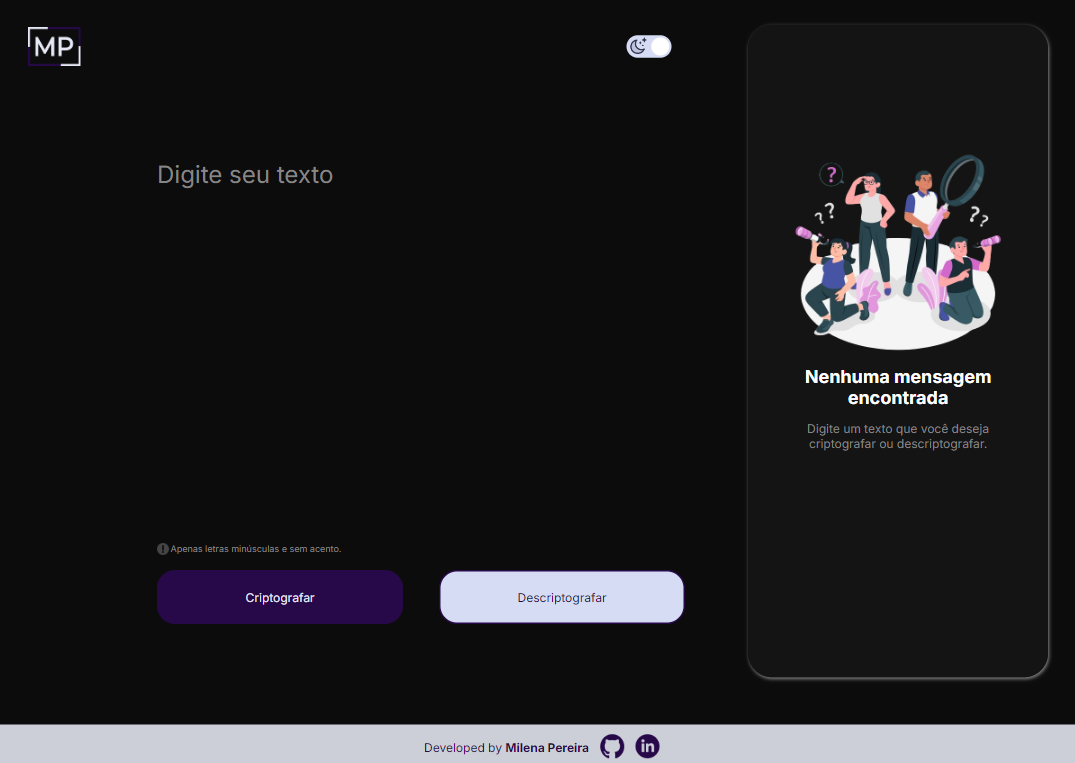 MP
Digite seu texto
? ? ? ? ?
Nenhuma mensagem
encontrada
Digite um texto que você deseja
criptografar ou descriptografar.
! Apenas letras minúsculas e sem acento.
Criptografar
Descriptografar
Developed by Milena Pereira
in